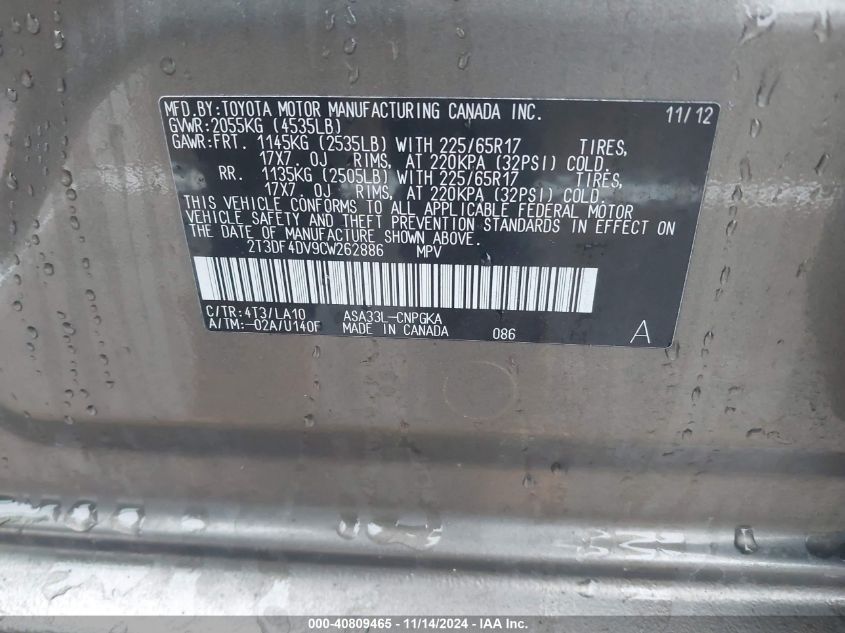 MFD.BY:TOYOTA MOTOR MANUFACTURING CANADA INC. 11/12
GVWR:2055KG (4535LB)
GAWR:FRT. 1145KG (2535LB) WITH 225/65R17 TIRES,
17X7. 0J RIMS, AT 220KPA (32PSI) COLD.
RR. 1135KG (2505LB) WITH 225/65R17 TIRES,
17X7. 0J RIMS, AT 220KPA (32PSI) COLD.
THIS VEHICLE CONFORMS TO ALL APPLICABLE FEDERAL MOTOR
VEHICLE SAFETY AND THEFT PREVENTION STANDARDS IN EFFECT ON
THE DATE OF MANUFACTURE SHOWN ABOVE.
2T3DF4DV9CW262886 MPV
C/TR:4T3/LA10 ASA33L-CNPGKA
A/TM:-02A/U140F MADE IN CANADA 086 A
000-40809465 - 11/14/2024 - IAA Inc.